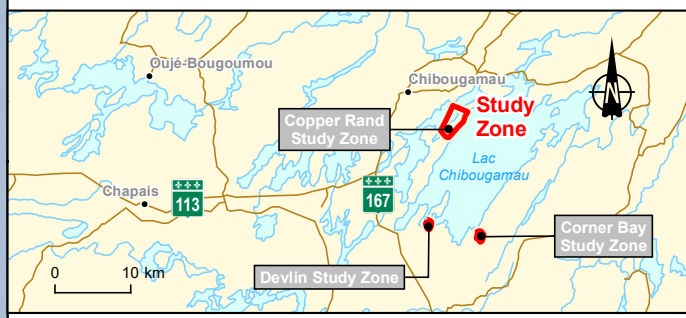 Oujé-Bougoumou
Chibougamau
N
Copper Rand
Study Zone
Study
Zone
Lac
Chibougamau
Chapais
113
167
Corner Bay
Study Zone
Devlin Study Zone
0 10 km